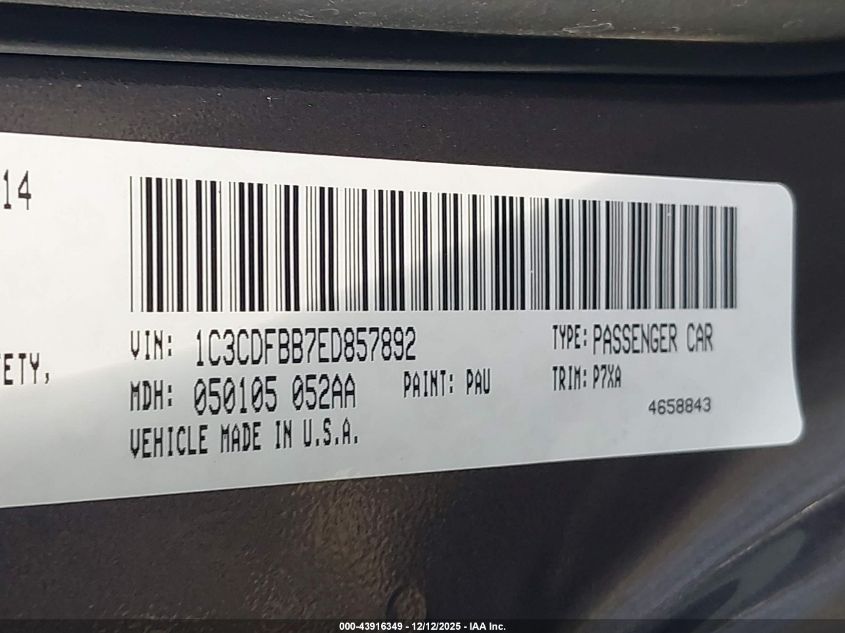 14
ETY,
VIN: 1C3CDFBB7ED857892 TYPE: PASSENGER CAR
MDH: 050105 052AA PAINT: PAU TRIM: P7XA
VEHICLE MADE IN U.S.A. 4658843
000-43916349 - 12/12/2025 - IAA Inc.